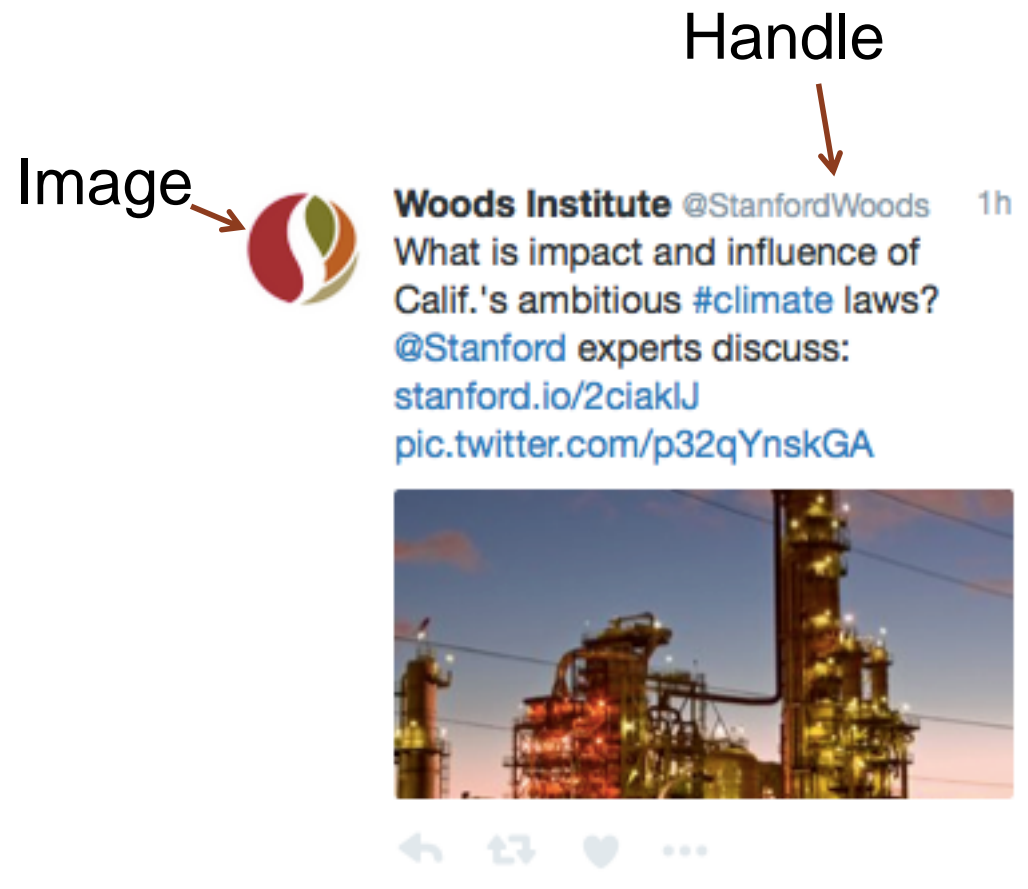 Handle
Image
Woods Institute @StanfordWoods 1h
What is impact and influence of
Calif.'s ambitious #climate laws?
@Stanford experts discuss:
stanford.io/2ciaklJ
pic.twitter.com/p32qYnskGA